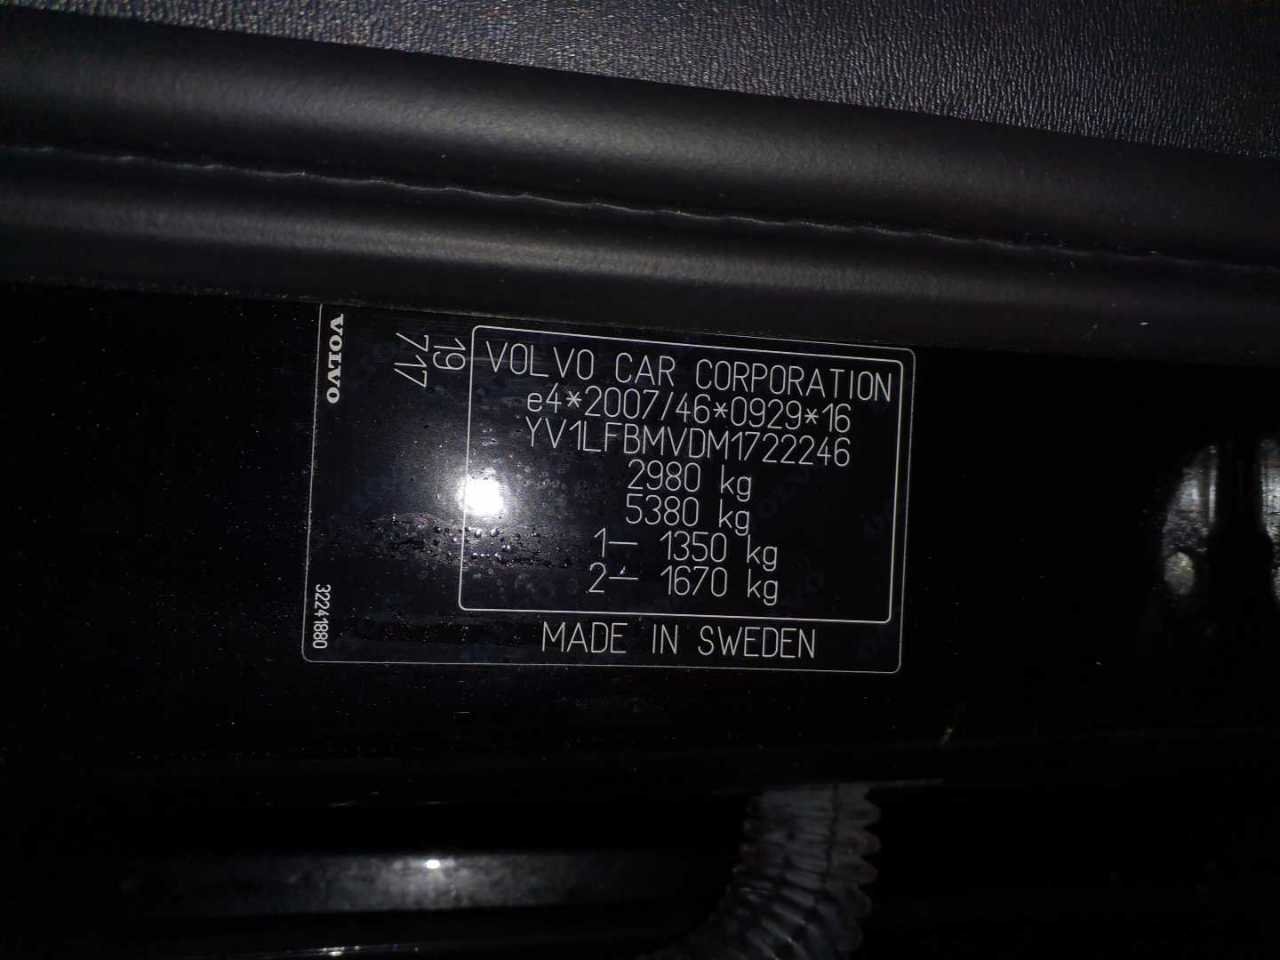 VOLVO
19
717
VOLVO CAR CORPORATION
e4*2007/46*0929*16
YV1LFBMVDM1722246
2980 kg
5380 kg
1– 1350 kg
2– 1670 kg
MADE IN SWEDEN
32241880